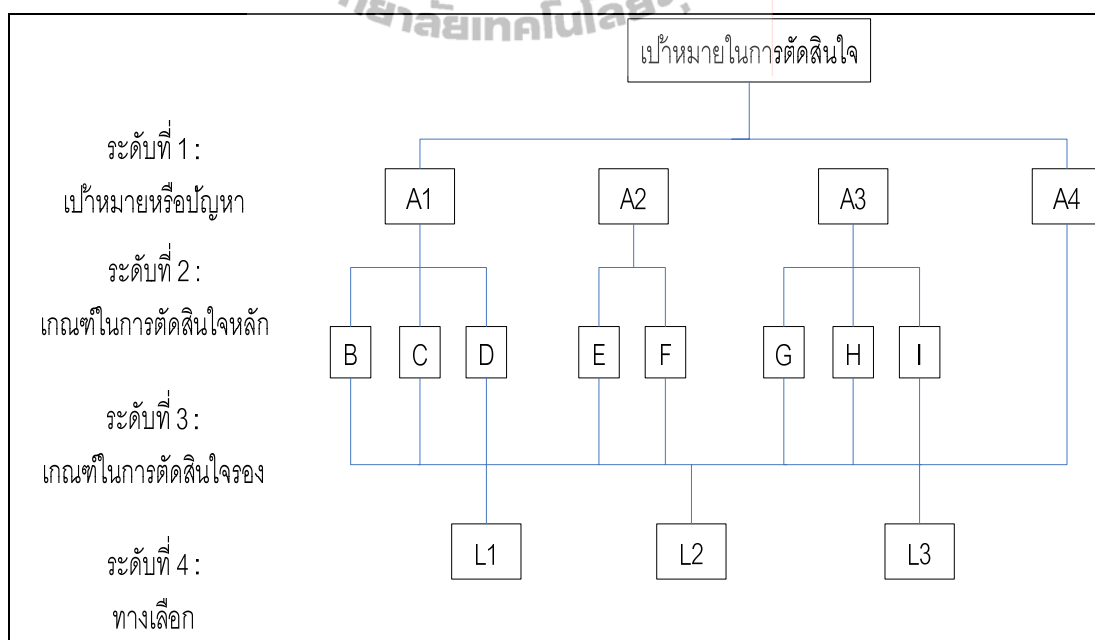 เป้าหมายในการตัดสินใจ
ระดับที่ 1 :
เป้าหมายหรือปัญหา
A1 A2 A3 A4
ระดับที่ 2 :
เกณฑ์ในการตัดสินใจหลัก
B C D E F G H I
ระดับที่ 3 :
เกณฑ์ในการตัดสินใจรอง
L1 L2 L3
ระดับที่ 4 :
ทางเลือก